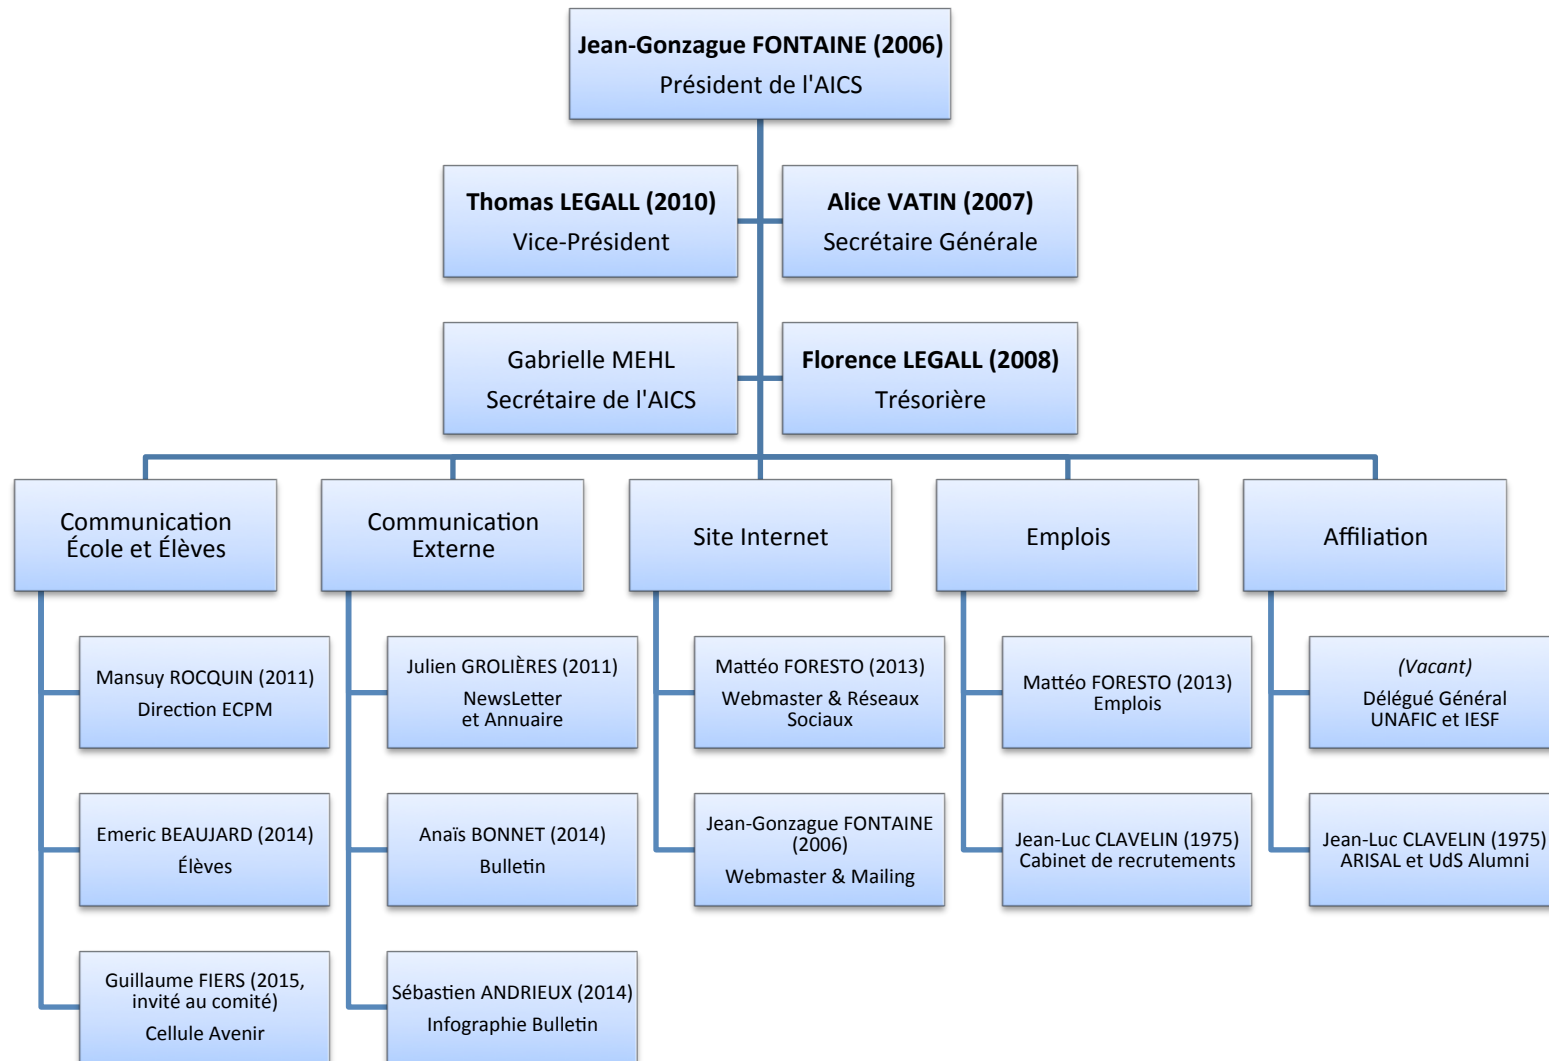 Jean-Gonzague FONTAINE (2006)
Président de l'AICS
Thomas LEGALL (2010)
Vice-Président
Alice VATIN (2007)
Secrétaire Générale
Gabrielle MEHL
Secrétaire de l'AICS
Florence LEGALL (2008)
Trésorière
Communication
École et Élèves
Communication
Externe
Site Internet
Emplois
Affiliation
Mansuy ROCQUIN (2011)
Direction ECPM
Emeric BEAUJARD (2014)
Élèves
Guillaume FIERS (2015,
invité au comité)
Cellule Avenir
Julien GROLIÈRES (2011)
NewsLetter
et Annuaire
Anaïs BONNET (2014)
Bulletin
Sébastien ANDRIEUX (2014)
Infographie Bulletin
Mattéo FORESTO (2013)
Webmaster & Réseaux
Sociaux
Jean-Gonzague FONTAINE
(2006)
Webmaster & Mailing
Mattéo FORESTO (2013)
Emplois
Jean-Luc CLAVELIN (1975)
Cabinet de recrutements
(Vacant)
Délégué Général
UNAFIC et IESF
Jean-Luc CLAVELIN (1975)
ARISAL et UdS Alumni